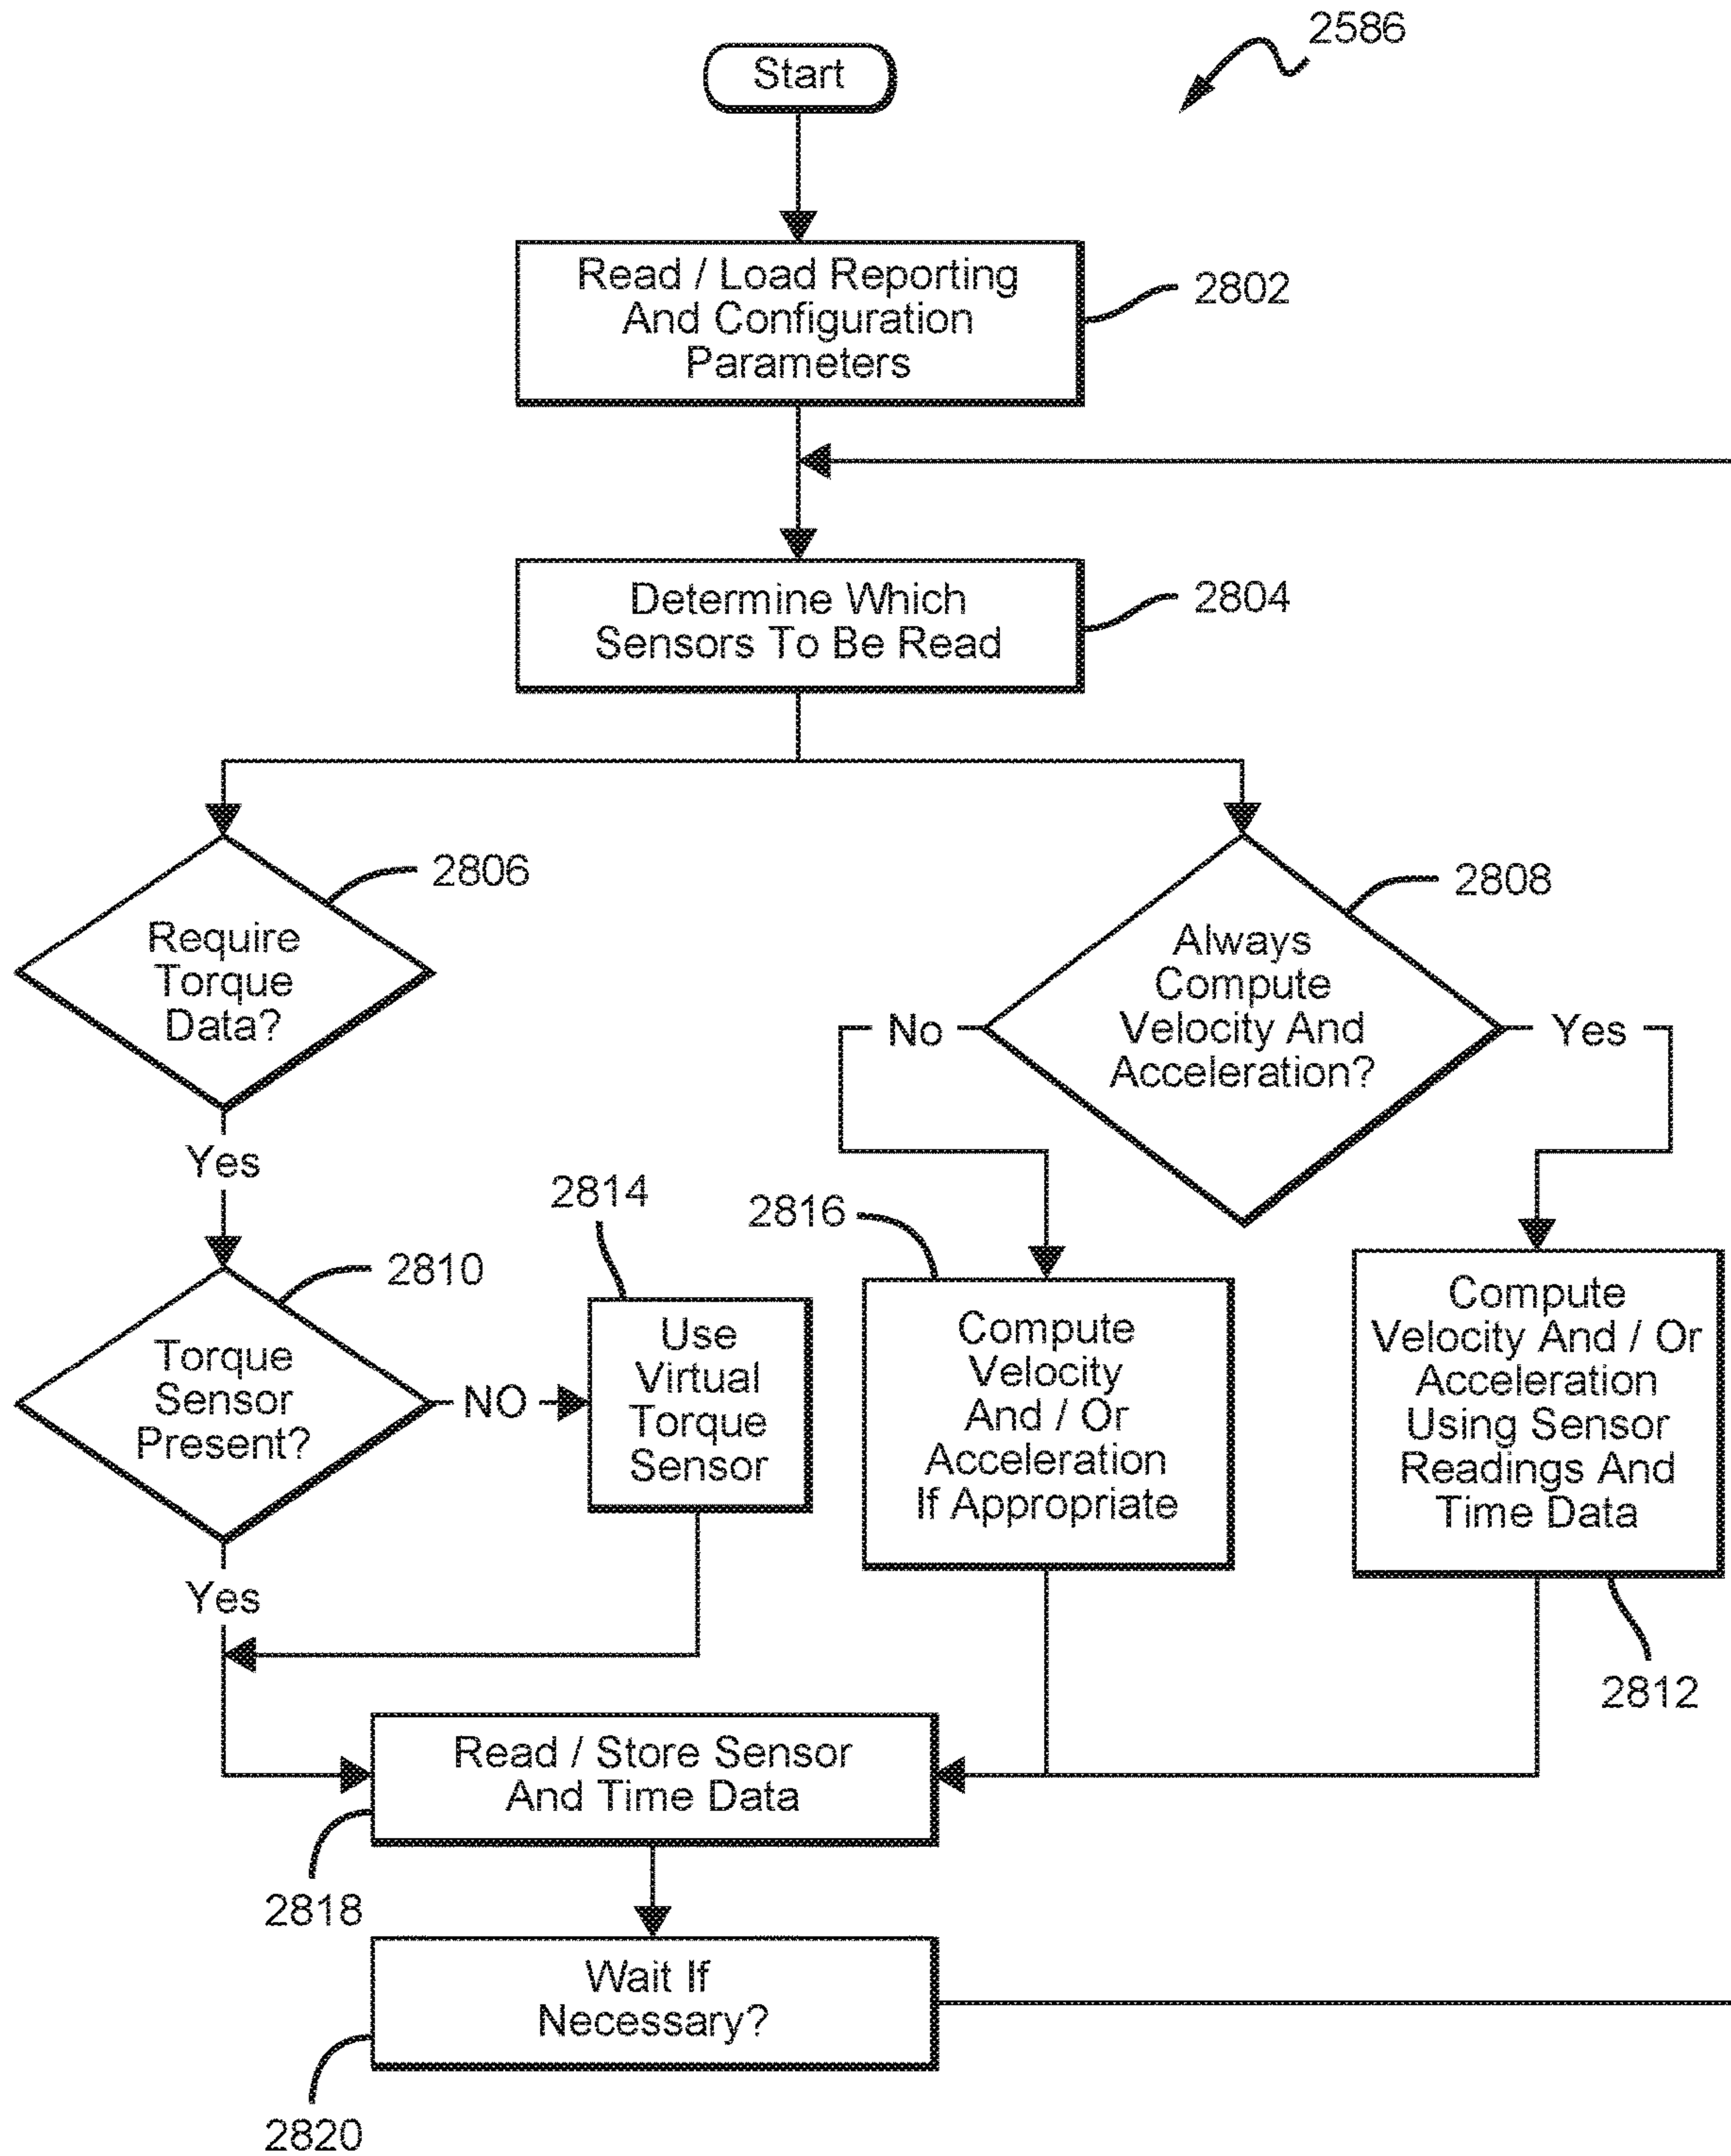 2586
Start
Read / Load Reporting
And Configuration
Parameters
2802
Determine Which
Sensors To Be Read
2804
2806
Require
Torque
Data?
2808
Always
Compute
Velocity And
Acceleration?
No
Yes
Yes
2814
2816
2810
Torque
Sensor
Present?
NO
Use
Virtual
Torque
Sensor
Compute
Velocity
And / Or
Acceleration
If Appropriate
Compute
Velocity And / Or
Acceleration
Using Sensor
Readings And
Time Data
Yes
2812
Read / Store Sensor
And Time Data
2818
Wait If
Necessary?
2820